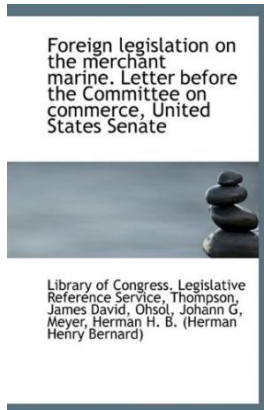 Foreign legislation on
the merchant
marine. Letter before
the Committee on
commerce, United
States Senate
Library of Congress. Legislative
Reference Service, Thompson,
James David, Ohsol, Johann G,
Meyer, Herman H. B. (Herman
Henry Bernard)